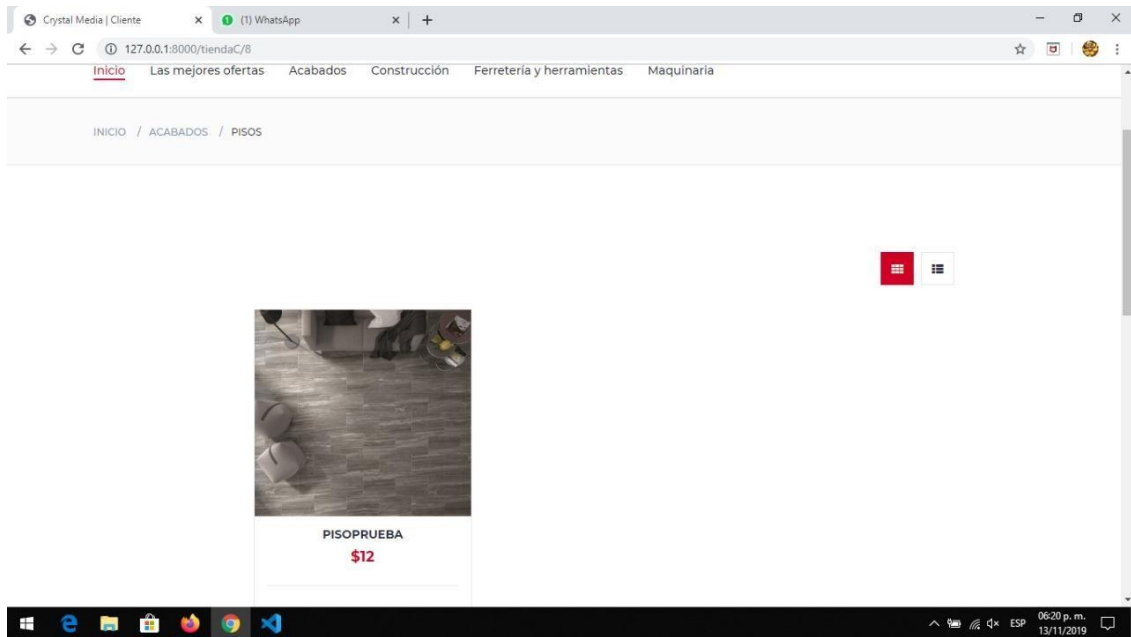 Crystal Media | Cliente
(1) WhatsApp
127.0.0.1:8000/tiendaC/8
Inicio Las mejores ofertas Acabados Construcción Ferretería y herramientas Maquinaria
INICIO / ACABADOS / PISOS
PISOPRUEBA
$12
ESP
06:20 p. m.
13/11/2019